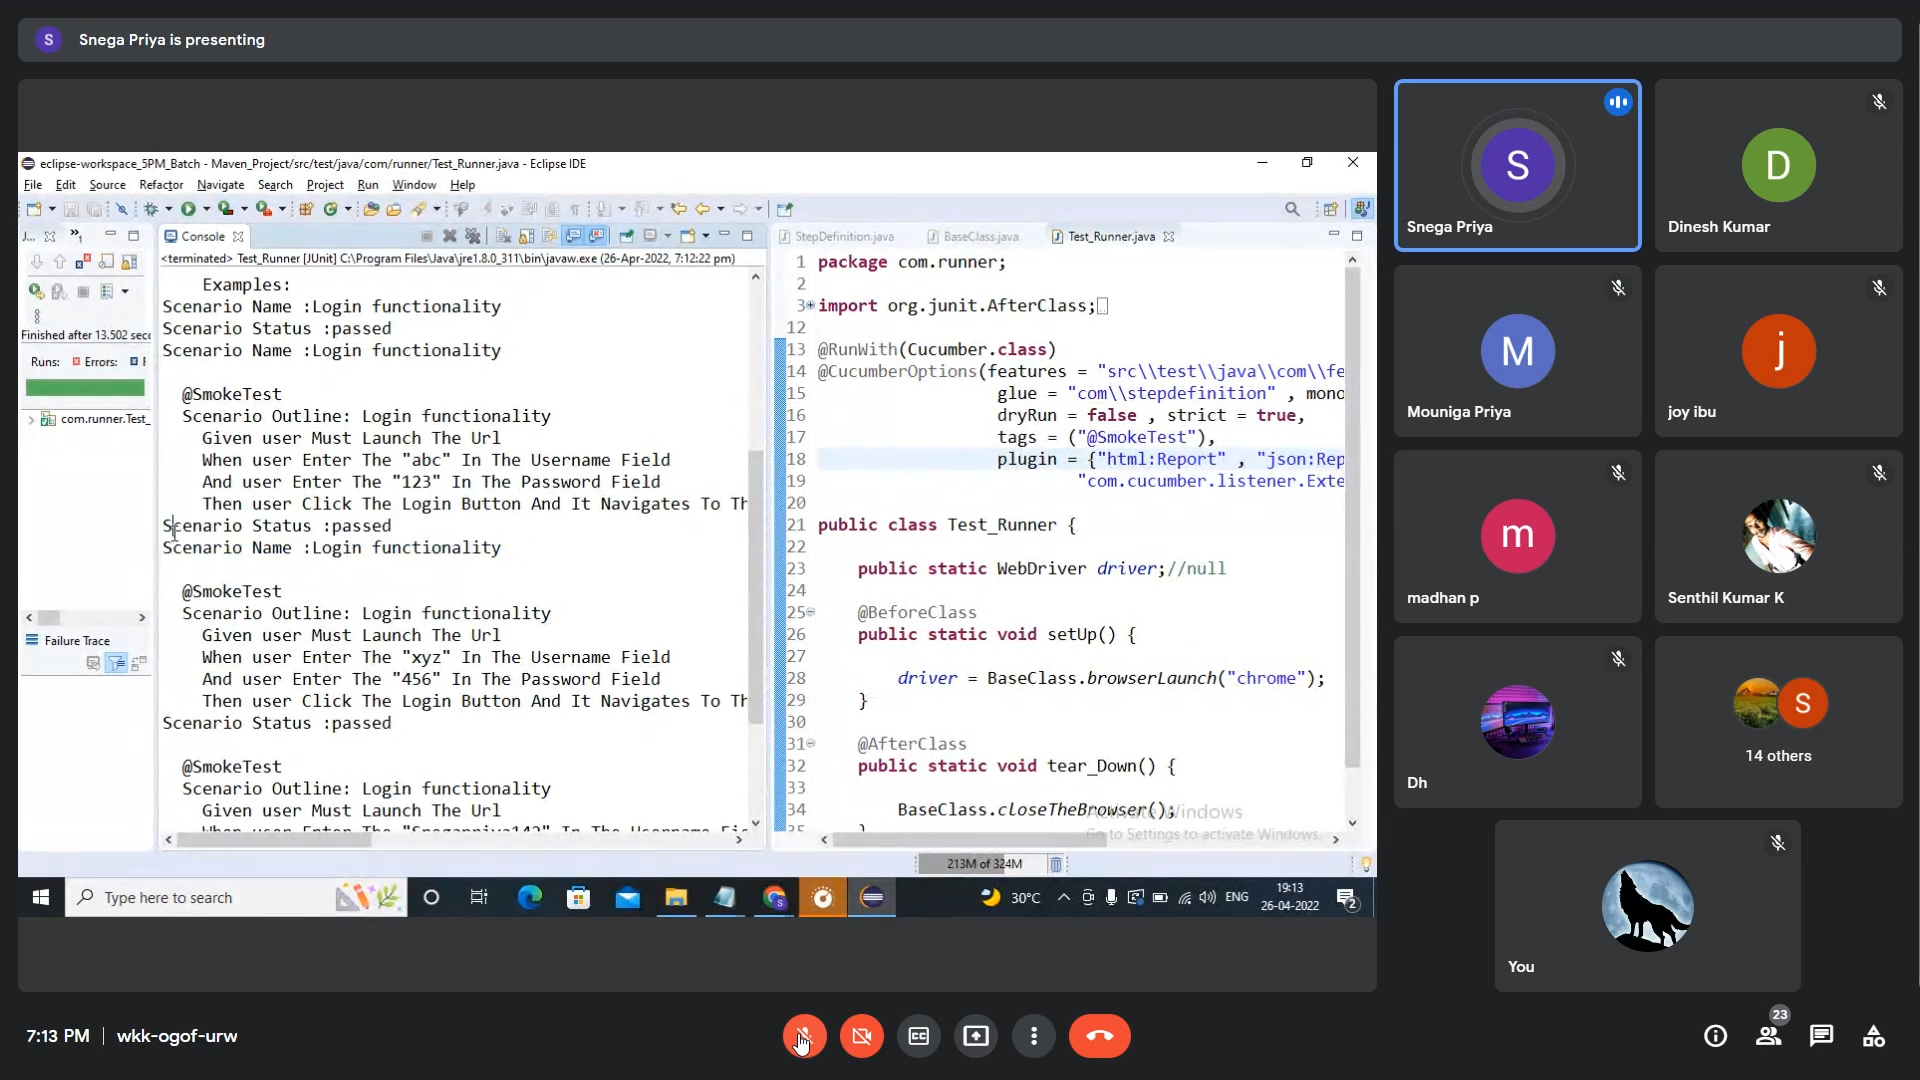 S Snega Priya is presenting
eclipse-workspace_5PM_Batch - Maven_Project/src/test/java/com/runner/Test_Runner.java - Eclipse IDE
File Edit Source Refactor Navigate Search Project Run Window Help
J...
Finished after 13.502 sec
Runs: Errors:
com.runner.Test_
Failure Trace
Console
<terminated> Test_Runner [JUnit] C:\Program Files\Java\jre1.8.0_311\bin\javaw.exe (26-Apr-2022, 7:12:22 pm)
Examples:
Scenario Name :Login functionality
Scenario Status :passed
Scenario Name :Login functionality
@SmokeTest
Scenario Outline: Login functionality
Given user Must Launch The Url
When user Enter The "abc" In The Username Field
And user Enter The "123" In The Password Field
Then user Click The Login Button And It Navigates To Th
Scenario Status :passed
Scenario Name :Login functionality
@SmokeTest
Scenario Outline: Login functionality
Given user Must Launch The Url
When user Enter The "xyz" In The Username Field
And user Enter The "456" In The Password Field
Then user Click The Login Button And It Navigates To Th
Scenario Status :passed
@SmokeTest
Scenario Outline: Login functionality
Given user Must Launch The Url
StepDefinition.java BaseClass.java Test_Runner.java
1 package com.runner;
2
3 import org.junit.AfterClass;
12
13 @RunWith(Cucumber.class)
14 @CucumberOptions(features = "src\\test\\java\\com\\fe
15 glue = "com\\stepdefinition" , mono
16 dryRun = false , strict = true,
17 tags = ("@SmokeTest"),
18 plugin = {"html:Report" , "json:Rep
19 "com.cucumber.listener.Exte
20
21 public class Test_Runner {
22
23 public static WebDriver driver;//null
24
25 @BeforeClass
26 public static void setUp() {
27
28 driver = BaseClass.browserLaunch("chrome");
29 }
30
31 @AfterClass
32 public static void tear_Down() {
33
34 BaseClass.closeTheBrowser();
35 }
Activate Windows
Go to Settings to activate Windows.
213M of 324M
Type here to search
30°C ENG
19:13
26-04-2022
2
S
Snega Priya
D
Dinesh Kumar
M
Mouniga Priya
j
joy ibu
m
madhan p
Senthil Kumar K
Dh
S
14 others
You
7:13 PM | wkk-ogof-urw
23